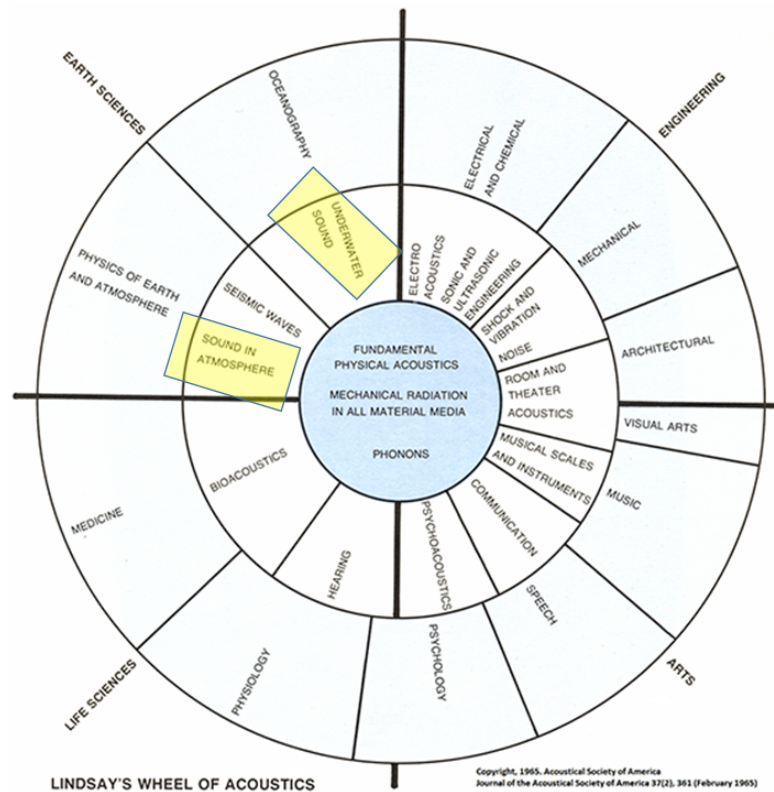 EARTH SCIENCES
ENGINEERING
OCEANOGRAPHY
ELECTRICAL
AND CHEMICAL
MECHANICAL
ARCHITECTURAL
VISUAL ARTS
MUSIC
SPEECH
PSYCHOLOGY
PHYSIOLOGY
MEDICINE
PHYSICS OF EARTH
AND ATMOSPHERE
UNDERWATER
SOUND
ELECTRO
ACOUSTICS
SONIC AND
ULTRASONIC
ENGINEERING
SHOCK AND
VIBRATION
NOISE
ROOM AND
THEATER
ACOUSTICS
MUSICAL SCALES
AND INSTRUMENTS
COMMUNICATION
PSYCHOACOUSTICS
HEARING
BIOACOUSTICS
SOUND IN
ATMOSPHERE
SEISMIC WAVES
FUNDAMENTAL
PHYSICAL ACOUSTICS
MECHANICAL RADIATION
IN ALL MATERIAL MEDIA
PHONONS
LIFE SCIENCES
ARTS
LINDSAY'S WHEEL OF ACOUSTICS
Copyright, 1965. Acoustical Society of America
Journal of the Acoustical Society of America 37(2), 361 (February 1965)